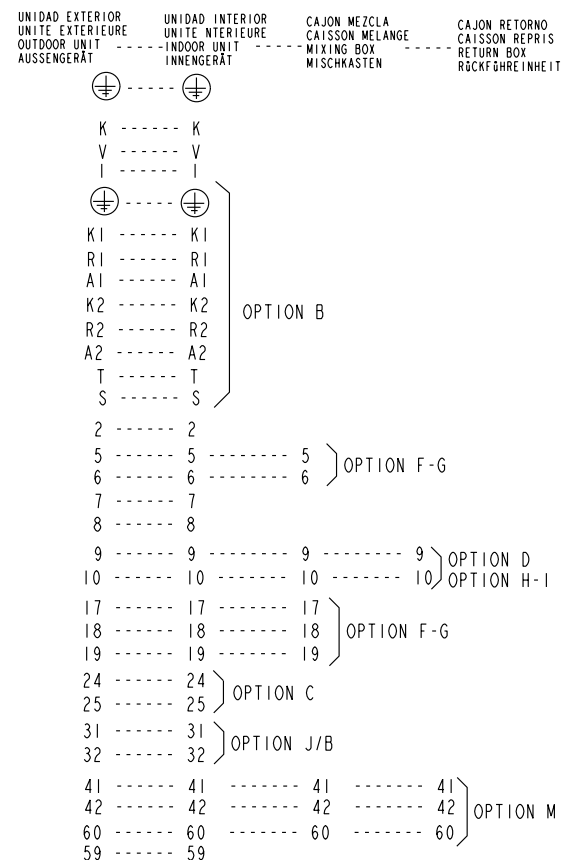 UNIDAD EXTERIOR UNIDAD INTERIOR CAJON MEZCLA CAJON RETORNO
UNITE EXTERIEURE UNITE NTERIEURE CAISSON MELANGE CAISSON REPRIS
OUTDOOR UNIT ----- INDOOR UNIT ----- MIXING BOX ----- RETURN BOX
AUSSENGERÄT INNENGERÄT MISCHKASTEN RüCKFüHREINHEIT
-----
K ------ K
V ------ V
I ------ I
-----
K1 ------ K1
R1 ------ R1
A1 ------ A1
K2 ------ K2
OPTION B
R2 ------ R2
A2 ------ A2
T ------ T
S ------ S
2 ------ 2
5 ------ 5 -------- 5
OPTION F-G
6 ------ 6 -------- 6
7 ------ 7
8 ------ 8
9 ------ 9 -------- 9 -------- 9 OPTION D
10 ------ 10 ------- 10 ------- 10 OPTION H-I
17 ------ 17 ------- 17
18 ------ 18 ------- 18 OPTION F-G
19 ------ 19 ------- 19
24 ------ 24
OPTION C
25 ------ 25
31 ------ 31
OPTION J/B
32 ------ 32
41 ------ 41 ------- 41 ------- 41
42 ------ 42 ------- 42 ------- 42 OPTION M
60 ------ 60 ------- 60 ------- 60
59 ------ 59